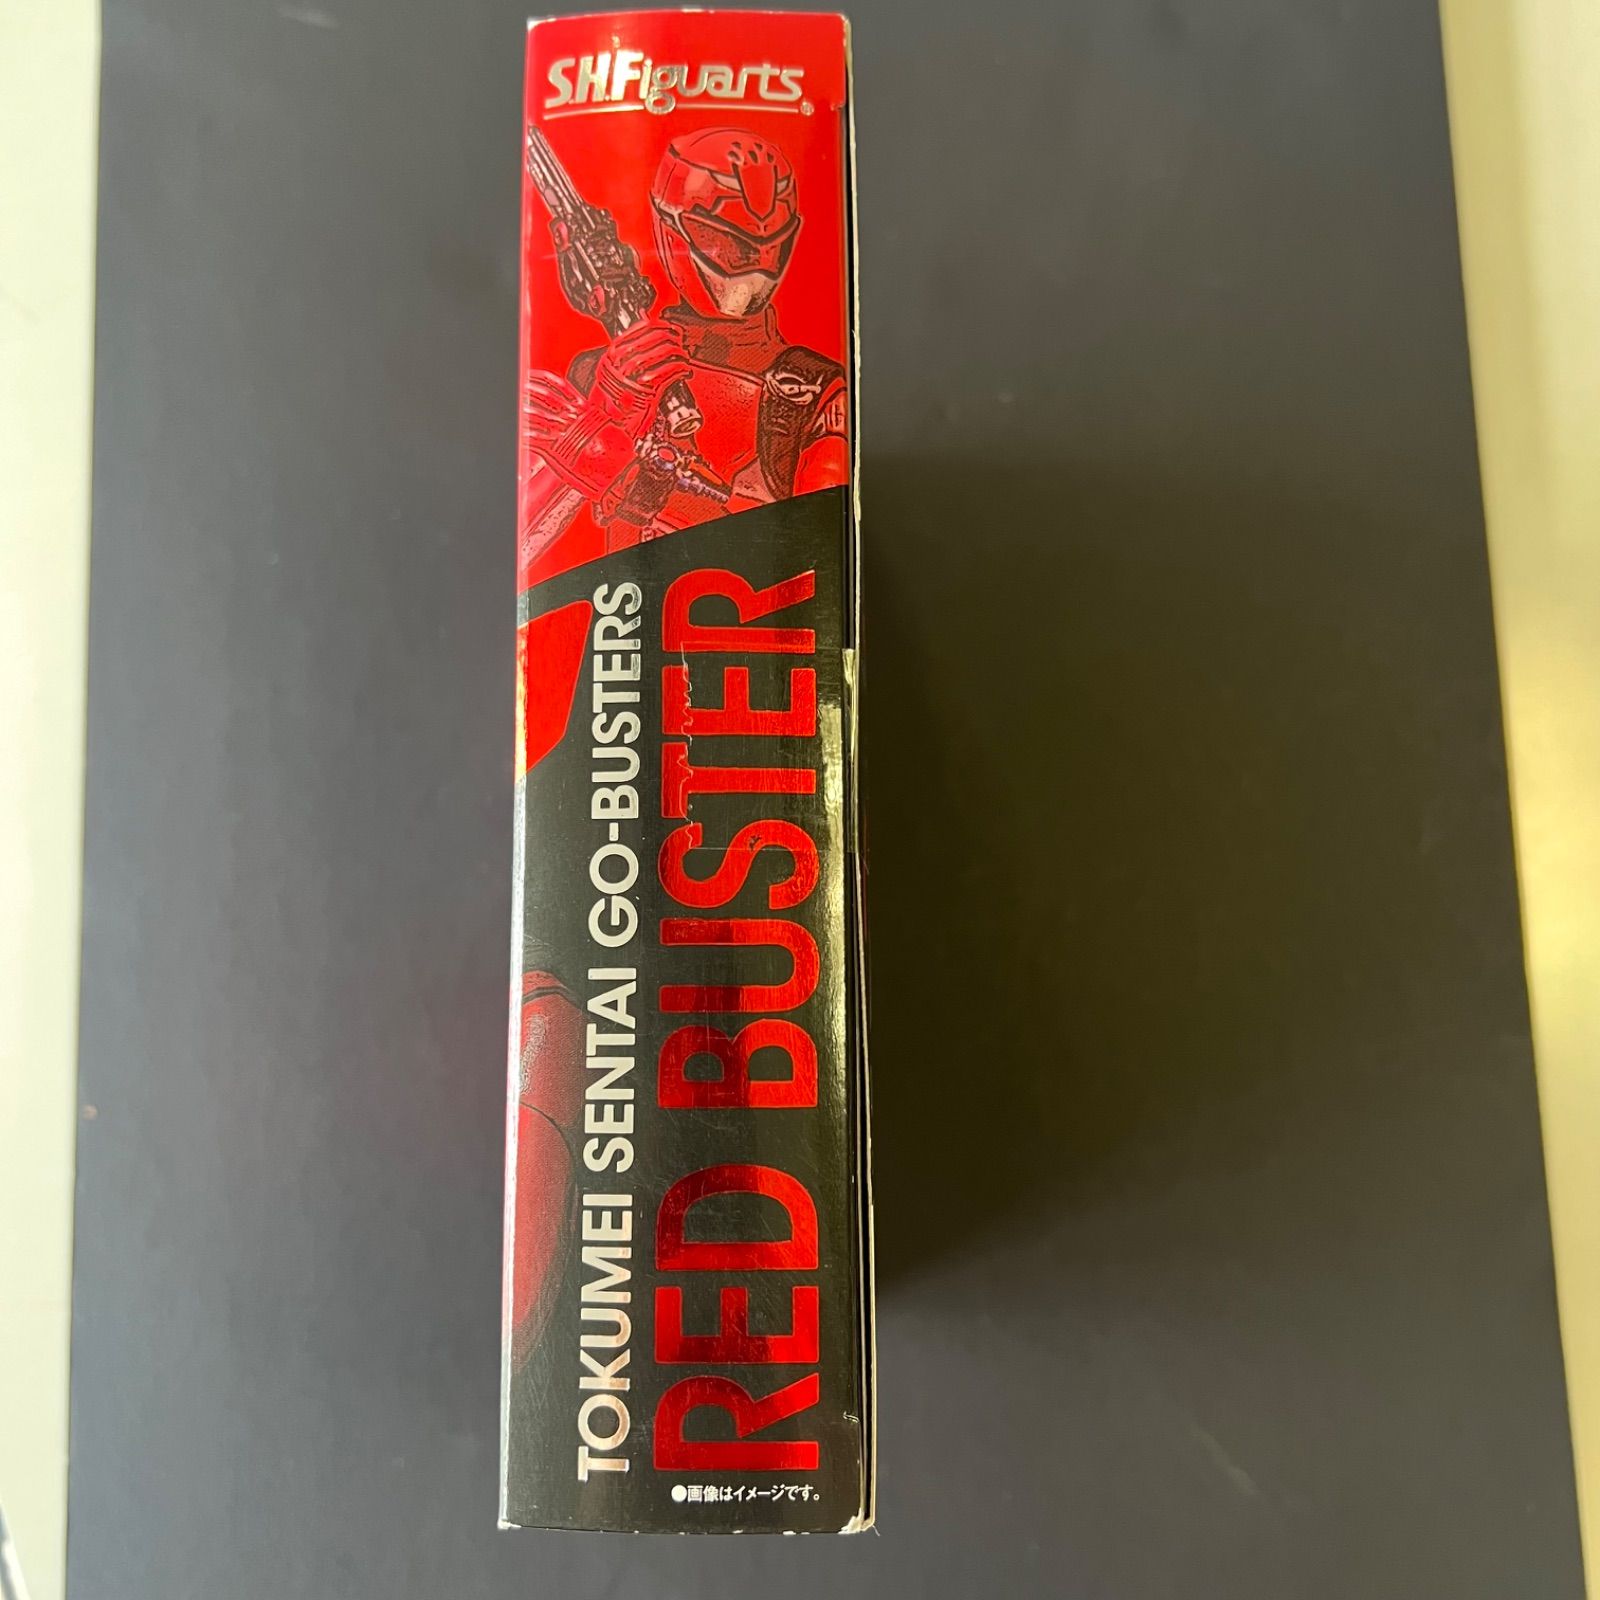 S.H.Figuarts®
TOKUMEI SENTAI GO-BUSTERS
RED BUSTER
●画像はイメージです。